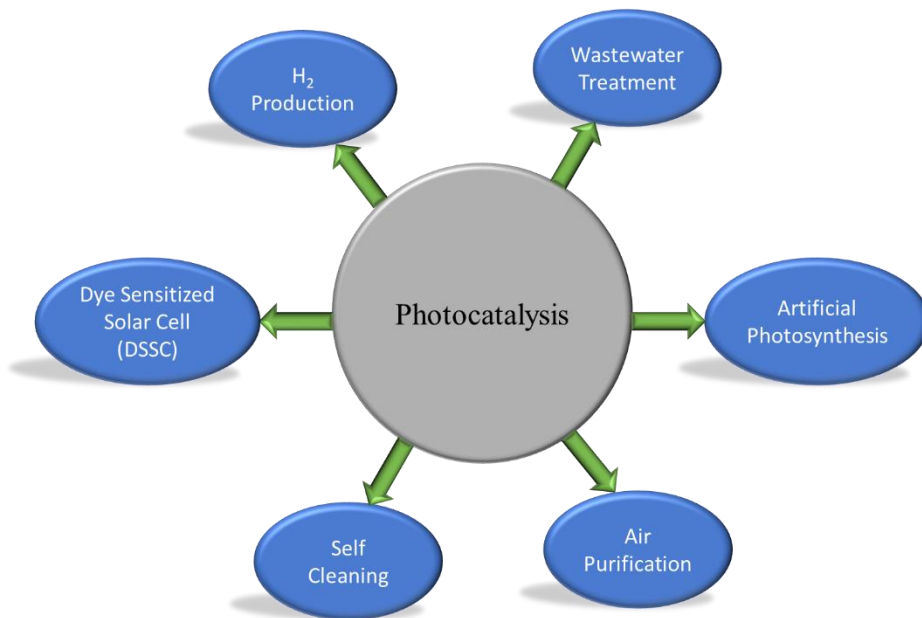 H₂
Production
Wastewater
Treatment
Dye Sensitized
Solar Cell
(DSSC)
Photocatalysis
Artificial
Photosynthesis
Self
Cleaning
Air
Purification